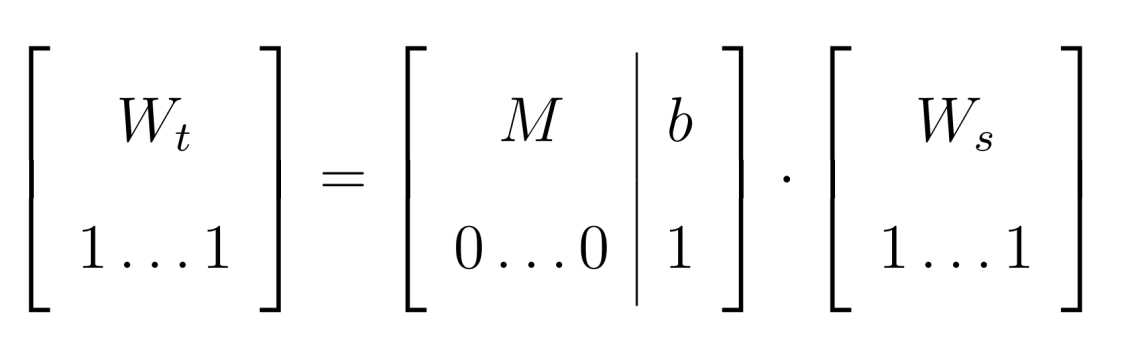 W_t M b W_s
= ·
1 … 1 0 … 0 1 1 … 1